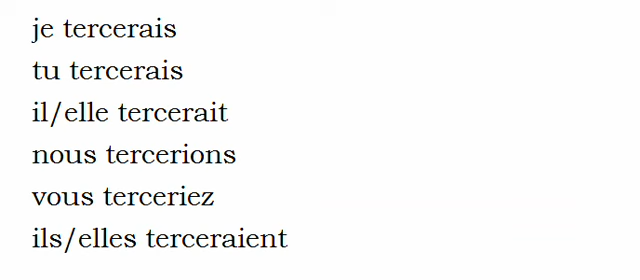 je tercerais
tu tercerais
il/elle tercerait
nous tercerions
vous terceriez
ils/elles terceraient